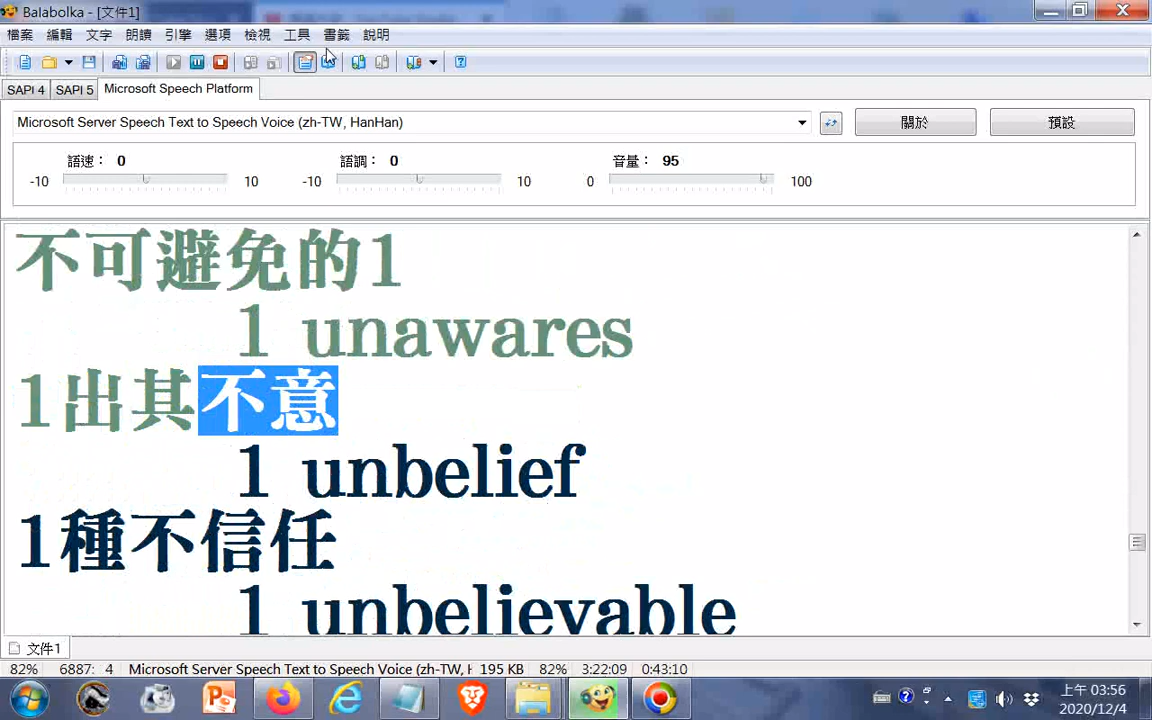 Balabolka - [文件1]
檔案 編輯 文字 朗讀 引擎 選項 檢視 工具 書籤 說明
SAPI 4 SAPI 5 Microsoft Speech Platform
Microsoft Server Speech Text to Speech Voice (zh-TW, HanHan) 關於 預設
語速： 0 語調： 0 音量： 95
-10 10 -10 10 0 100
不可避免的1
1 unawares
1出其不意
1 unbelief
1種不信任
1 unbelievable
文件1
82% 6887: 4 Microsoft Server Speech Text to Speech Voice (zh-TW, H 195 KB 82% 3:22:09 0:43:10
上午 03:56
2020/12/4